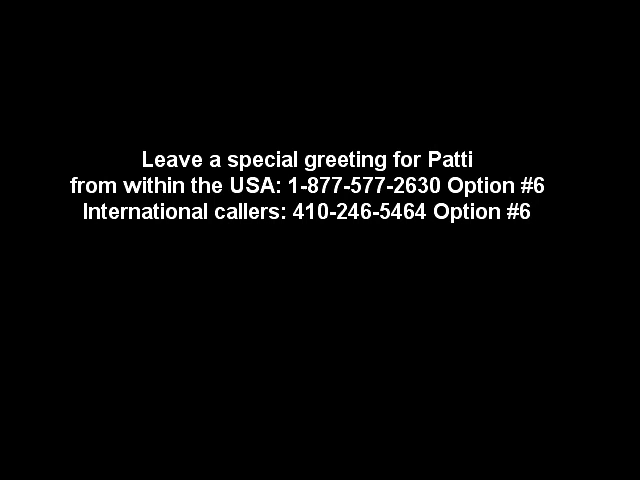 Leave a special greeting for Patti
from within the USA: 1-877-577-2630 Option #6
International callers: 410-246-5464 Option #6